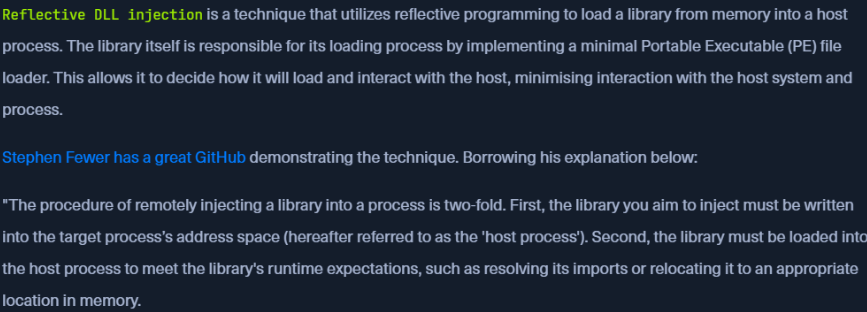 Reflective DLL injection is a technique that utilizes reflective programming to load a library from memory into a host
process. The library itself is responsible for its loading process by implementing a minimal Portable Executable (PE) file
loader. This allows it to decide how it will load and interact with the host, minimising interaction with the host system and
process.
Stephen Fewer has a great GitHub demonstrating the technique. Borrowing his explanation below:
"The procedure of remotely injecting a library into a process is two-fold. First, the library you aim to inject must be written
into the target process's address space (hereafter referred to as the 'host process'). Second, the library must be loaded into
the host process to meet the library's runtime expectations, such as resolving its imports or relocating it to an appropriate
location in memory.